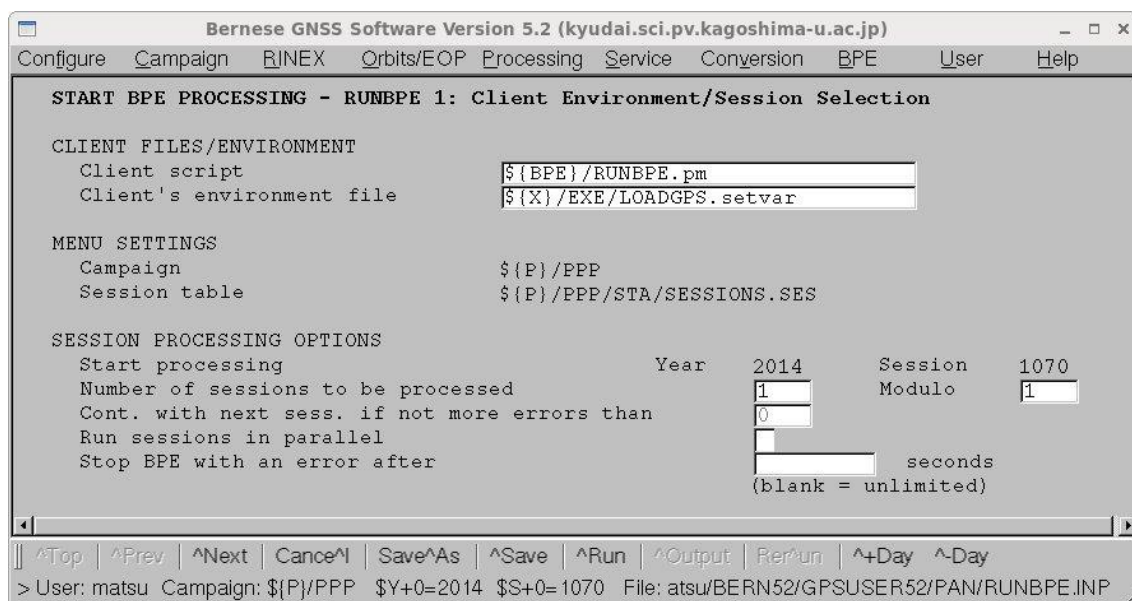 Bernese GNSS Software Version 5.2 (kyudai.sci.pv.kagoshima-u.ac.jp)
Configure Campaign RINEX Orbits/EOP Processing Service Conversion BPE User Help
START BPE PROCESSING - RUNBPE 1: Client Environment/Session Selection
CLIENT FILES/ENVIRONMENT
Client script ${BPE}/RUNBPE.pm
Client's environment file ${X}/EXE/LOADGPS.setvar
MENU SETTINGS
Campaign ${P}/PPP
Session table ${P}/PPP/STA/SESSIONS.SES
SESSION PROCESSING OPTIONS
Start processing Year 2014 Session 1070
Number of sessions to be processed 1 Modulo 1
Cont. with next sess. if not more errors than 0
Run sessions in parallel
Stop BPE with an error after seconds
(blank = unlimited)
^Top ^Prev ^Next Cance^l Save^As ^Save ^Run ^Output Rer^un ^+Day ^-Day
> User: matsu Campaign: ${P}/PPP $Y+0=2014 $S+0=1070 File: atsu/BERN52/GPSUSER52/PAN/RUNBPE.INP